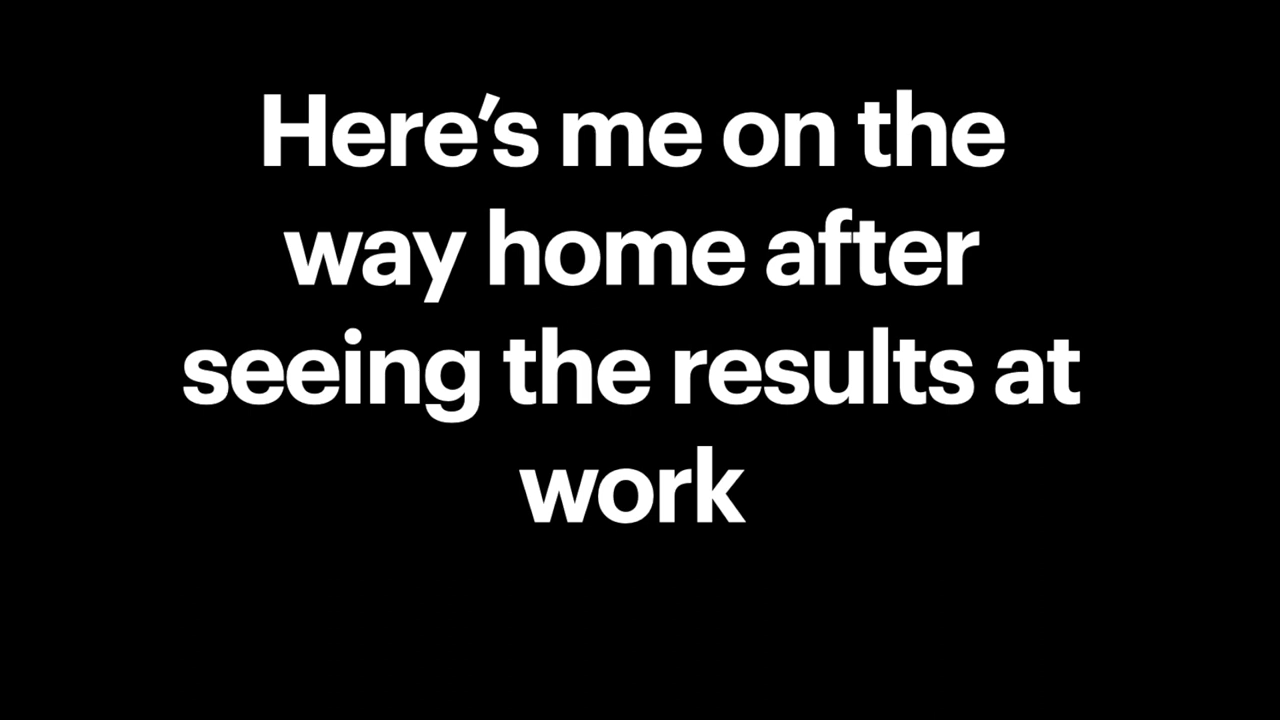 Here’s me on the
way home after
seeing the results at
work